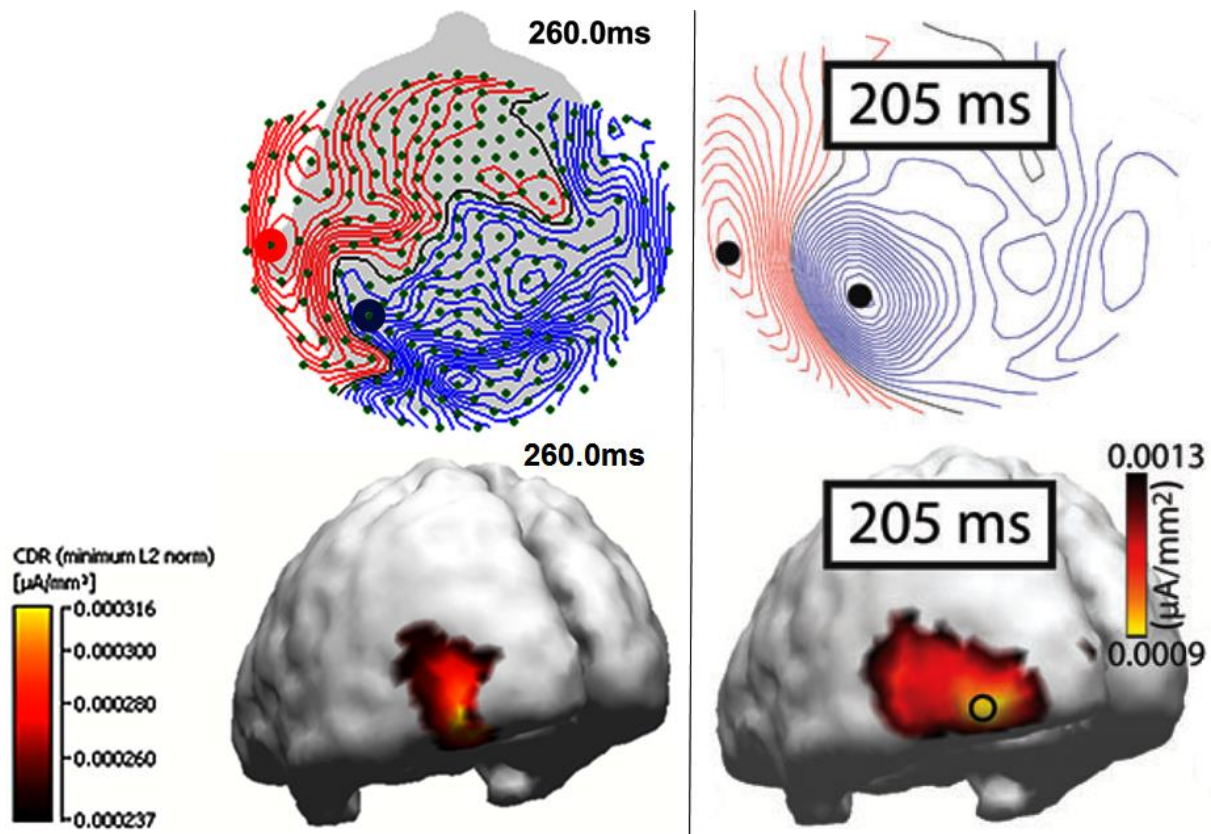 260.0ms
205 ms
260.0ms
CDR (minimum L2 norm)
[µA/mm³]
0.000316
0.000300
0.000280
0.000260
0.000237
205 ms
0.0013
(µA/mm²)
0.0009